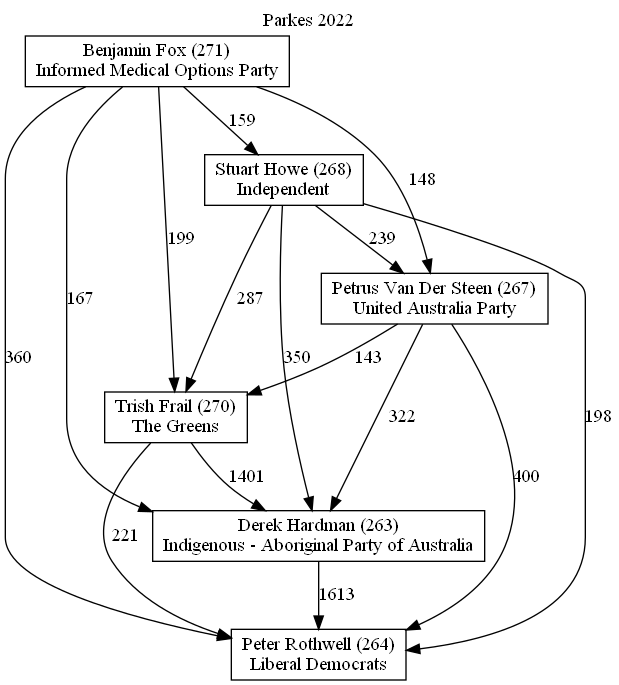 Parkes 2022
Benjamin Fox (271)
Informed Medical Options Party
159
Stuart Howe (268)
Independent
148
199
239
167
287
Petrus Van Der Steen (267)
United Australia Party
360
350
143
198
Trish Frail (270)
The Greens
322
400
1401
221
Derek Hardman (263)
Indigenous - Aboriginal Party of Australia
1613
Peter Rothwell (264)
Liberal Democrats